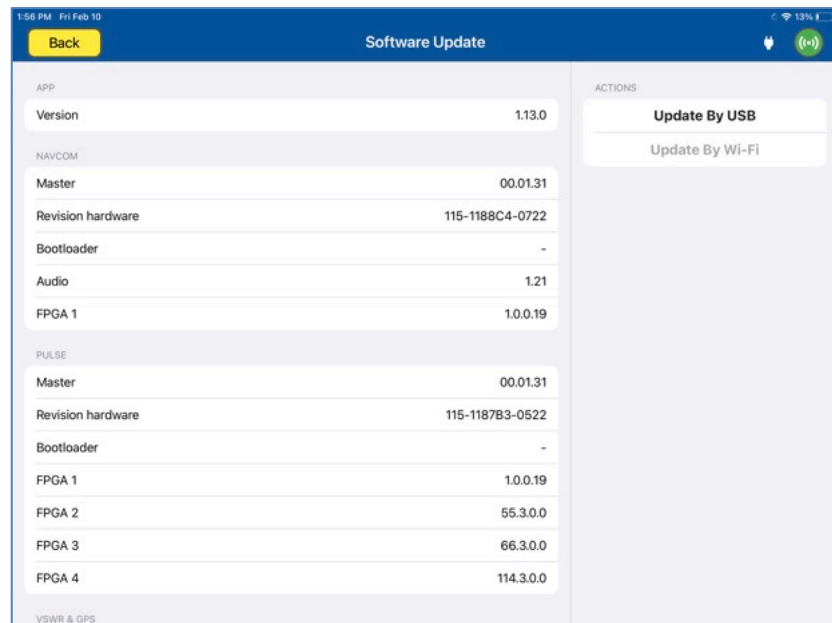 1:56 PM Fri Feb 10
13%
Back
Software Update
APP
Version 1.13.0
NAVCOM
Master 00.01.31
Revision hardware 115-1188C4-0722
Bootloader -
Audio 1.21
FPGA 1 1.0.0.19
PULSE
Master 00.01.31
Revision hardware 115-1187B3-0522
Bootloader -
FPGA 1 1.0.0.19
FPGA 2 55.3.0.0
FPGA 3 66.3.0.0
FPGA 4 114.3.0.0
VSWR & GPS
ACTIONS
Update By USB
Update By Wi-Fi